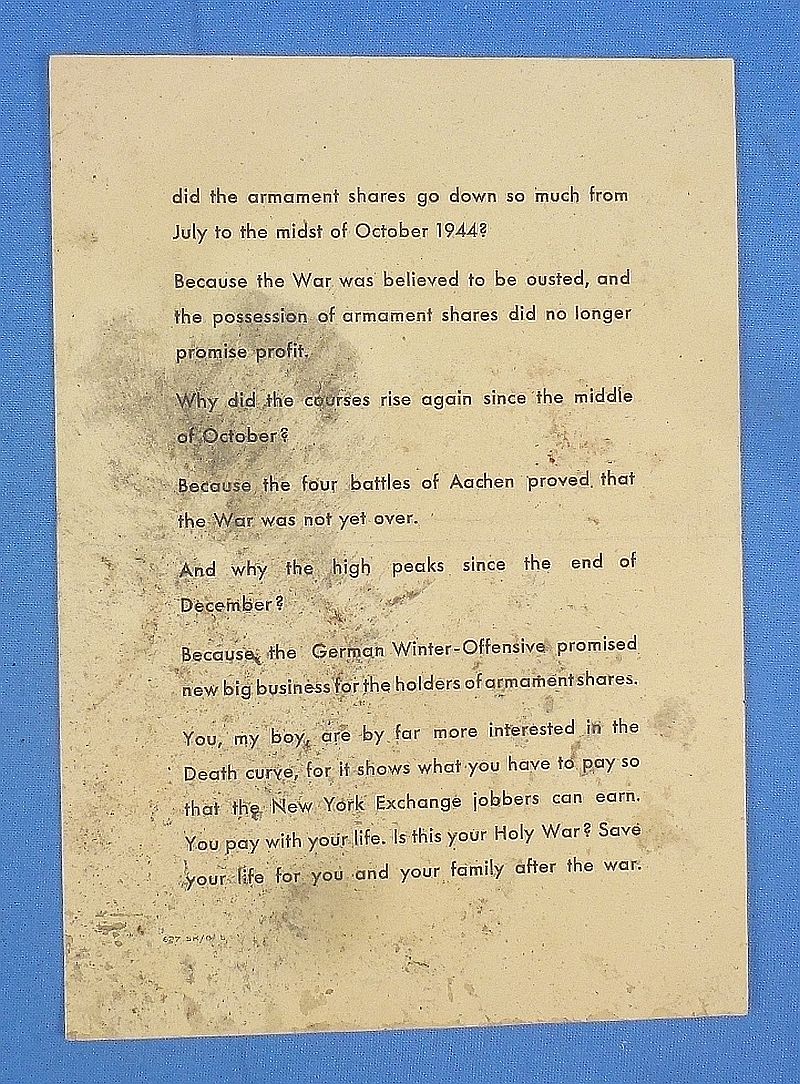 did the armament shares go down so much from
July to the midst of October 1944?
Because the War was believed to be ousted, and
the possession of armament shares did no longer
promise profit.
Why did the courses rise again since the middle
of October?
Because the four battles of Aachen proved that
the War was not yet over.
And why the high peaks since the end of
December?
Because, the German Winter-Offensive promised
new big business for the holders of armament shares.
You, my boy, are by far more interested in the
Death curve, for it shows what you have to pay so
that the New York Exchange jobbers can earn.
You pay with your life. Is this your Holy War? Save
your life for you and your family after the war.